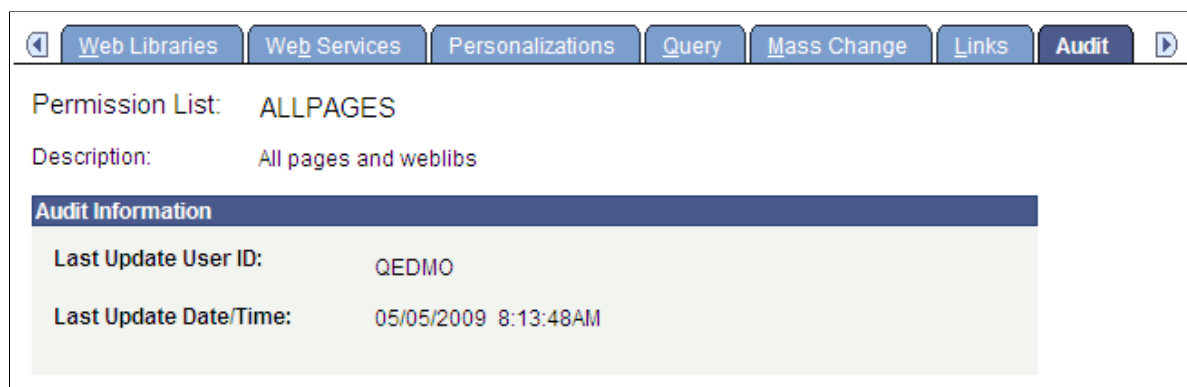 Web Libraries Web Services Personalizations Query Mass Change Links Audit
Permission List: ALLPAGES
Description: All pages and weblibs
Audit Information
Last Update User ID: QEDMO
Last Update Date/Time: 05/05/2009 8:13:48AM